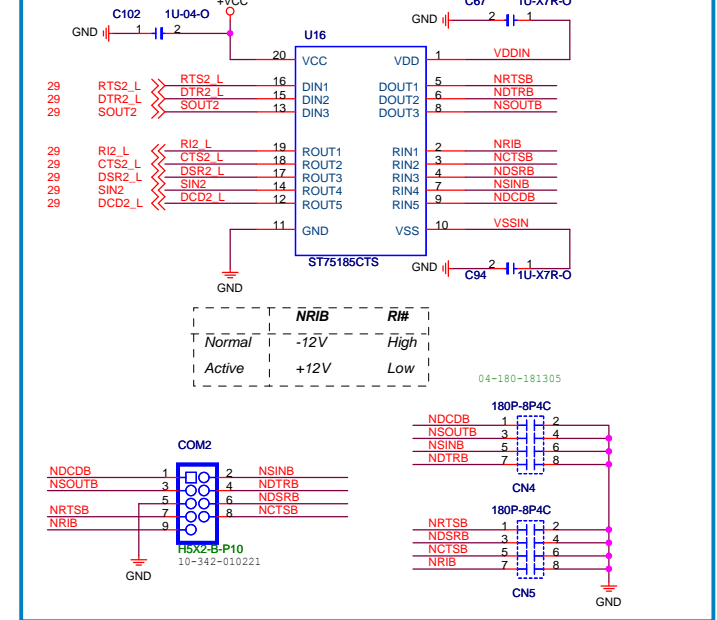 +VCC
C102 1U-04-O
GND 1 2
C67 1U-X7R-O
GND 2 1
U16
20 VCC VDD 1 VDDIN
29 RTS2_L RTS2_L 16 DIN1 DOUT1 5 NRTSB
29 DTR2_L DTR2_L 15 DIN2 DOUT2 6 NDTRB
29 SOUT2 SOUT2 13 DIN3 DOUT3 8 NSOUTB
29 RI2_L RI2_L 19 ROUT1 RIN1 2 NRIB
29 CTS2_L CTS2_L 18 ROUT2 RIN2 3 NCTSB
29 DSR2_L DSR2_L 17 ROUT3 RIN3 4 NDSRB
29 SIN2 SIN2 14 ROUT4 RIN4 7 NSINB
29 DCD2_L DCD2_L 12 ROUT5 RIN5 9 NDCDB
11 GND VSS 10 VSSIN
ST75185CTS
GND 2 1
C94 1U-X7R-O
GND
NRIB RI#
Normal -12V High
Active +12V Low
04-180-181305
180P-8P4C
NDCDB 1 2
NSOUTB 3 4
NSINB 5 6
NDTRB 7 8
CN4
COM2
NDCDB 1 2 NSINB
NSOUTB 3 4 NDTRB
5 6 NDSRB
NRTSB 7 8 NCTSB
NRIB 9
H5X2-B-P10
10-342-010221
GND
180P-8P4C
NRTSB 1 2
NDSRB 3 4
NCTSB 5 6
NRIB 7 8
CN5
GND